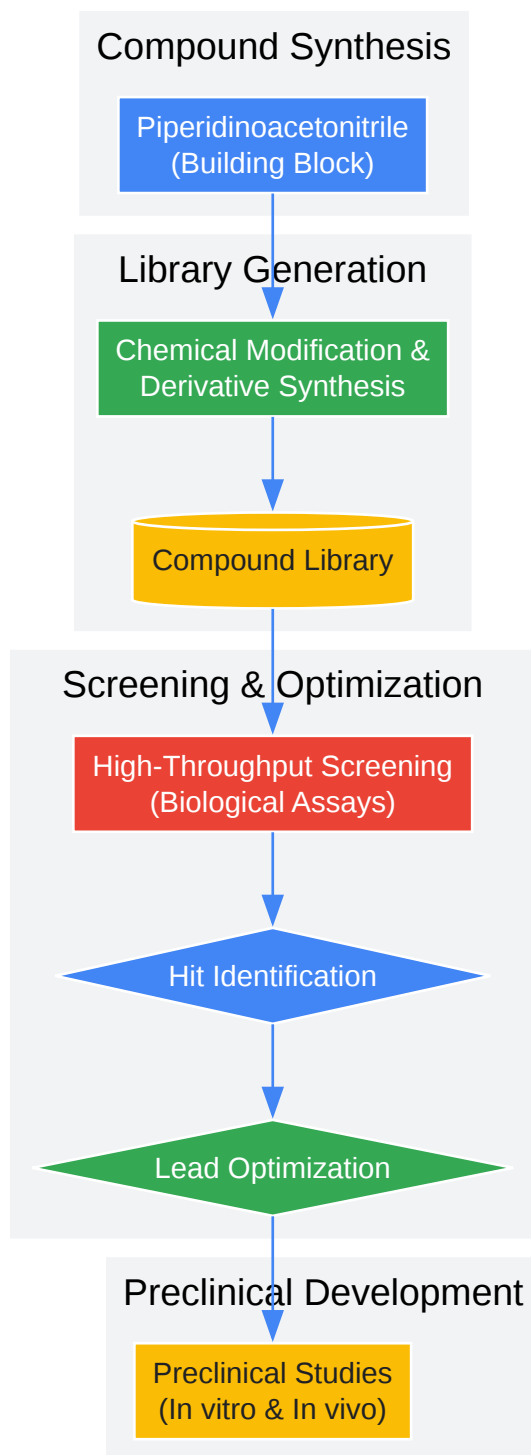 Compound Synthesis
Piperidinoacetonitrile
(Building Block)
Library Generation
Chemical Modification &
Derivative Synthesis
Compound Library
Screening & Optimization
High-Throughput Screening
(Biological Assays)
Hit Identification
Lead Optimization
Preclinical Development
Preclinical Studies
(In vitro & In vivo)